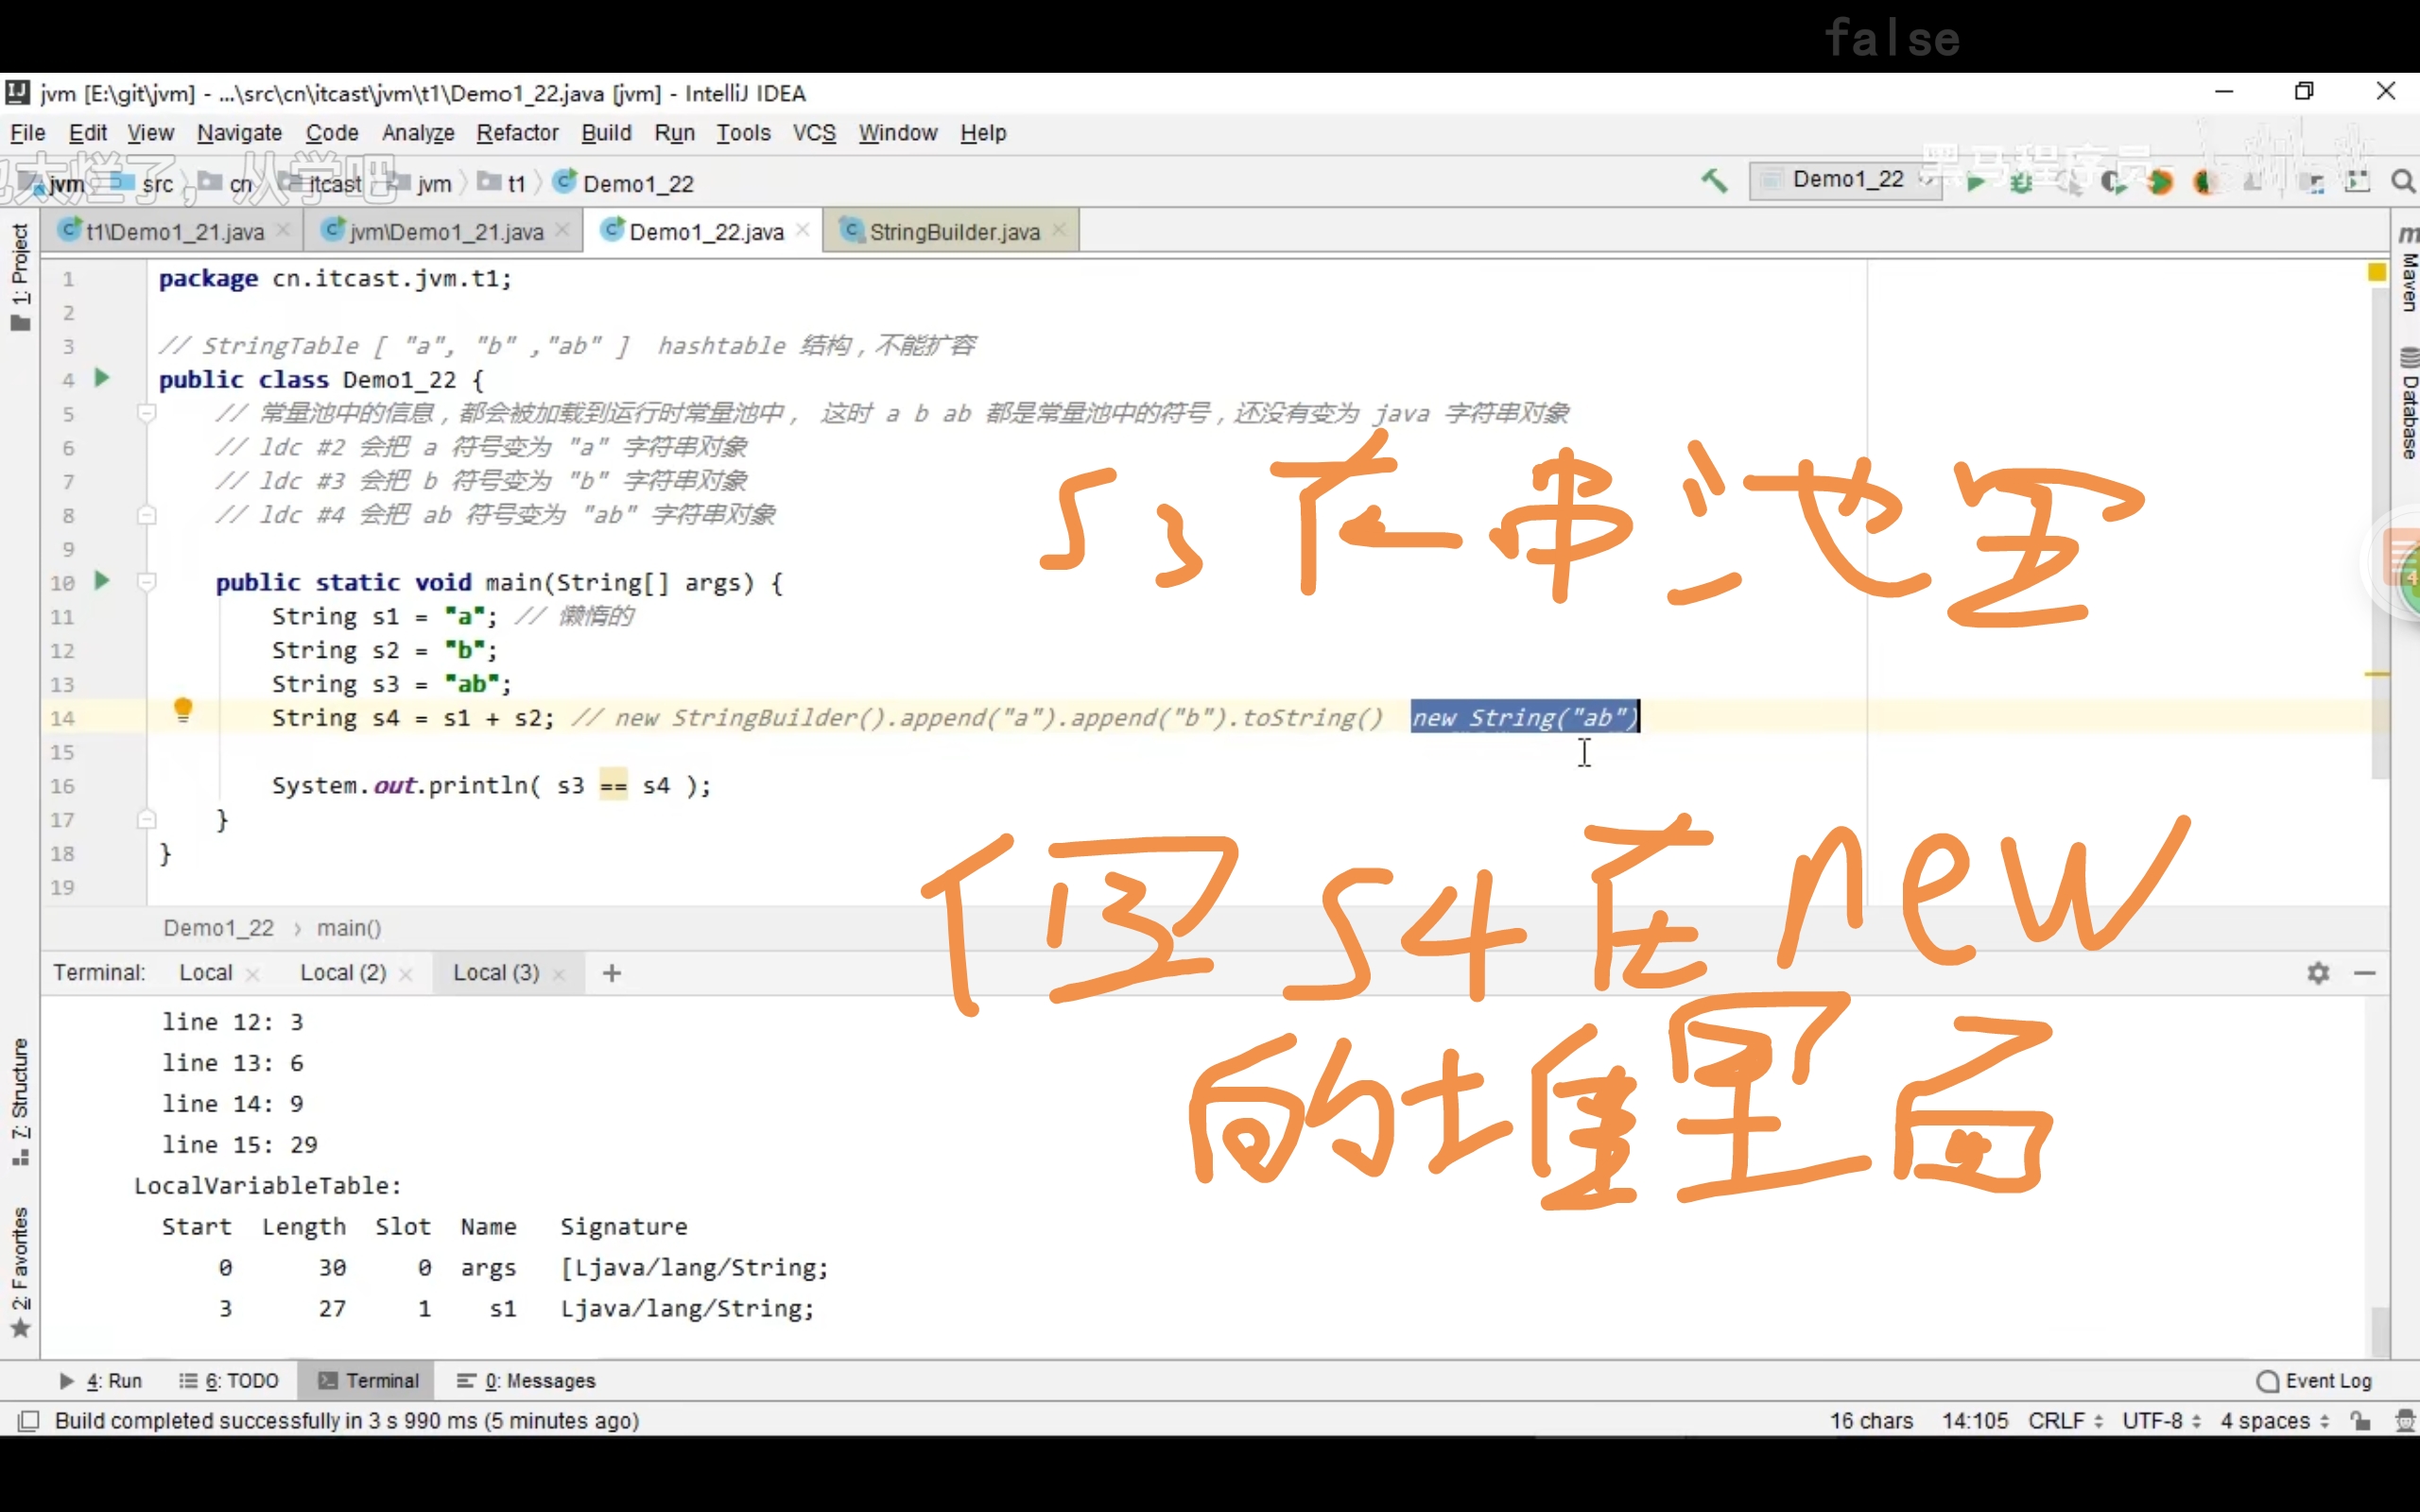 false
jvm [E:\git\jvm] - ...\src\cn\itcast\jvm\t1\Demo1_22.java [jvm] - IntelliJ IDEA
File Edit View Navigate Code Analyze Refactor Build Run Tools VCS Window Help
太烂了，从学吧
黑马程序员
jvm src cn itcast jvm t1 Demo1_22
Demo1_22
t1\Demo1_21.java jvm\Demo1_21.java Demo1_22.java StringBuilder.java
1: Project
Maven
Database
1 package cn.itcast.jvm.t1;
2
3 // StringTable [ "a", "b" ,"ab" ] hashtable 结构，不能扩容
4 public class Demo1_22 {
5 // 常量池中的信息，都会被加载到运行时常量池中， 这时 a b ab 都是常量池中的符号，还没有变为 java 字符串对象
6 // ldc #2 会把 a 符号变为 "a" 字符串对象
7 // ldc #3 会把 b 符号变为 "b" 字符串对象
8 // ldc #4 会把 ab 符号变为 "ab" 字符串对象
9
10 public static void main(String[] args) {
11 String s1 = "a"; // 懒惰的
12 String s2 = "b";
13 String s3 = "ab";
14 String s4 = s1 + s2; // new StringBuilder().append("a").append("b").toString() new String("ab")
15
16 System.out.println( s3 == s4 );
17 }
18 }
19
s3在串池里
但s4在new
的堆里面
Demo1_22 › main()
Terminal: Local Local (2) Local (3) +
line 12: 3
line 13: 6
line 14: 9
line 15: 29
LocalVariableTable:
Start Length Slot Name Signature
0 30 0 args [Ljava/lang/String;
3 27 1 s1 Ljava/lang/String;
7: Structure
2: Favorites
4: Run 6: TODO Terminal 0: Messages Event Log
Build completed successfully in 3 s 990 ms (5 minutes ago) 16 chars 14:105 CRLF UTF-8 4 spaces